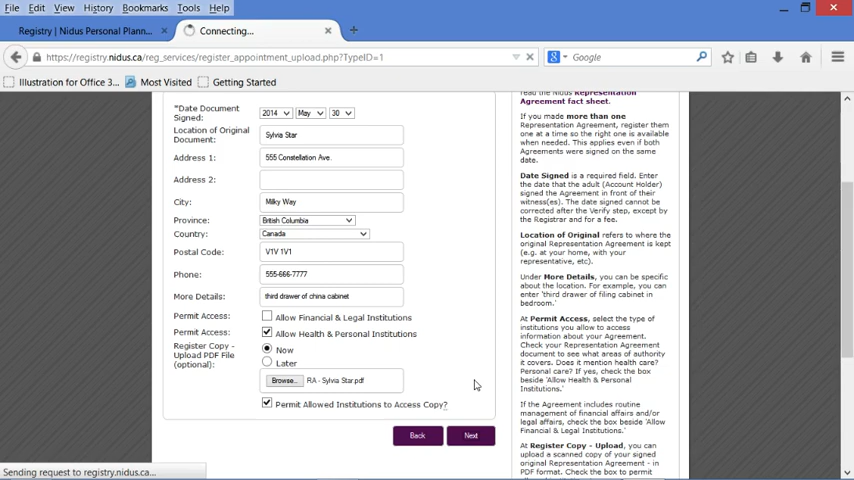 File Edit View History Bookmarks Tools Help
Registry | Nidus Personal Plann...
Connecting...
https://registry.nidus.ca/reg_services/register_appointment_upload.php?TypeID=1
Google
Illustration for Office 3... Most Visited Getting Started
*Date Document Signed: 2014 May 30
Location of Original Document: Sylvia Star
Address 1: 555 Constellation Ave.
Address 2:
City: Milky Way
Province: British Columbia
Country: Canada
Postal Code: V1V 1V1
Phone: 555-666-7777
More Details: third drawer of china cabinet
Permit Access: Allow Financial & Legal Institutions
Permit Access: Allow Health & Personal Institutions
Register Copy - Upload PDF File (optional):
Now
Later
Browse... RA - Sylvia Star.pdf
Permit Allowed Institutions to Access Copy?
Back Next
read the Nidus Representation
Agreement fact sheet.
If you made more than one
Representation Agreement, register them
one at a time so the right one is available
when needed. This applies even if both
Agreements were signed on the same
date.
Date Signed is a required field. Enter
the date that the adult (Account Holder)
signed the Agreement in front of their
witness(es). The date signed cannot be
corrected after the Verify step, except by
the Registrar and for a fee.
Location of Original refers to where the
original Representation Agreement is kept
(e.g. at your home, with your
representative, etc).
Under More Details, you can be specific
about the location. For example, you can
enter 'third drawer of filing cabinet in
bedroom.'
At Permit Access, select the type of
institutions you allow to access
information about your Agreement.
Check your Representation Agreement
document to see what areas of authority
it covers. Does it mention health care?
Personal care? If yes, check the box
beside 'Allow Health & Personal
Institutions.'
If the Agreement includes routine
management of financial affairs and/or
legal affairs, check the box beside 'Allow
Financial & Legal Institutions.'
At Register Copy - Upload, you can
upload a scanned copy of your signed
original Representation Agreement - in
PDF format. Check the box to permit
Sending request to registry.nidus.ca...